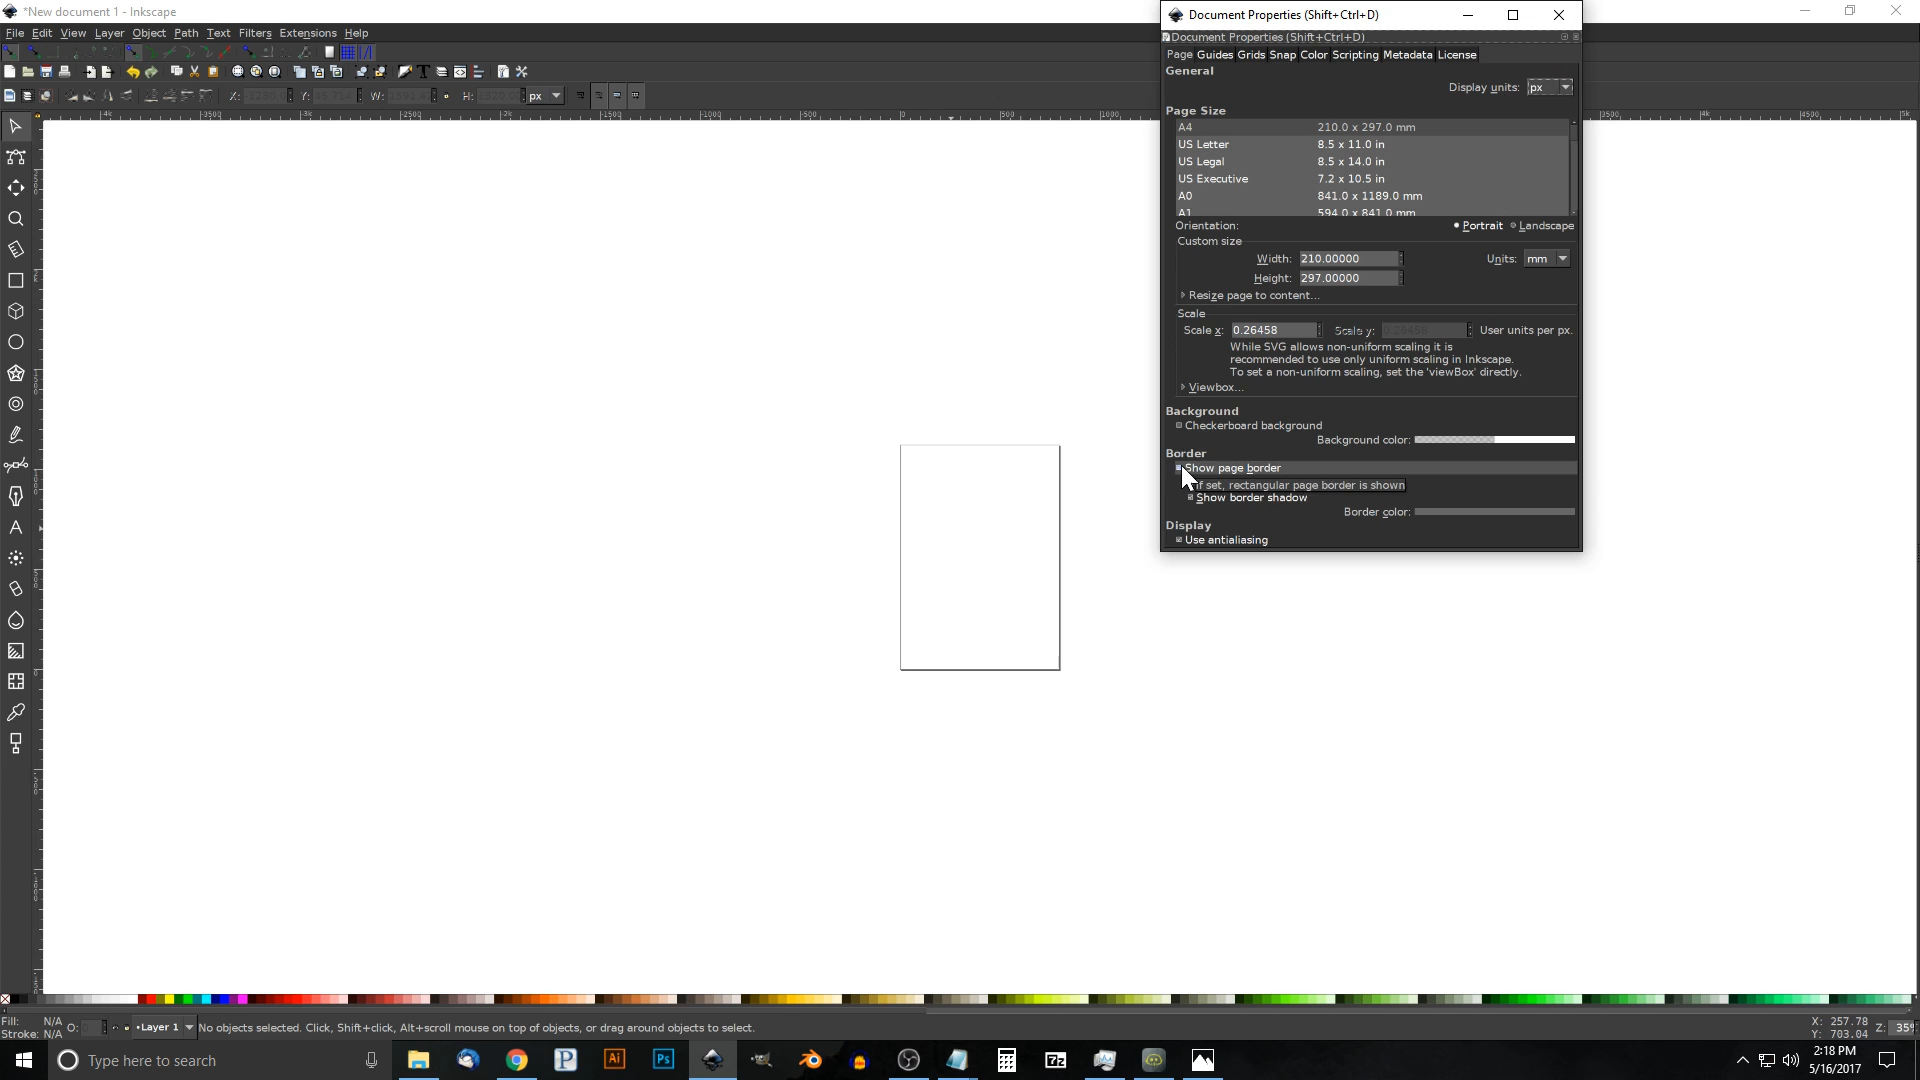 *New document 1 - Inkscape
File Edit View Layer Object Path Text Filters Extensions Help
X: Y: W: H: px
Document Properties (Shift+Ctrl+D)
Document Properties (Shift+Ctrl+D)
Page Guides Grids Snap Color Scripting Metadata License
General
Display units: px
Page Size
A4 210.0 x 297.0 mm
US Letter 8.5 x 11.0 in
US Legal 8.5 x 14.0 in
US Executive 7.2 x 10.5 in
A0 841.0 x 1189.0 mm
A1 594.0 x 841.0 mm
Orientation: Portrait Landscape
Custom size
Width: 210.00000 Units: mm
Height: 297.00000
Resize page to content...
Scale
Scale x: 0.26458 Scale y: 0.26458 User units per px.
While SVG allows non-uniform scaling it is
recommended to use only uniform scaling in Inkscape.
To set a non-uniform scaling, set the 'viewBox' directly.
Viewbox...
Background
Checkerboard background
Background color:
Border
Show page border
If set, rectangular page border is shown
Show border shadow
Border color:
Display
Use antialiasing
Fill: N/A
Stroke: N/A
O:
Layer 1
No objects selected. Click, Shift+click, Alt+scroll mouse on top of objects, or drag around objects to select.
X: 257.78
Y: 703.04
Z: 35%
Type here to search
P Ai Ps 7z
2:18 PM
5/16/2017